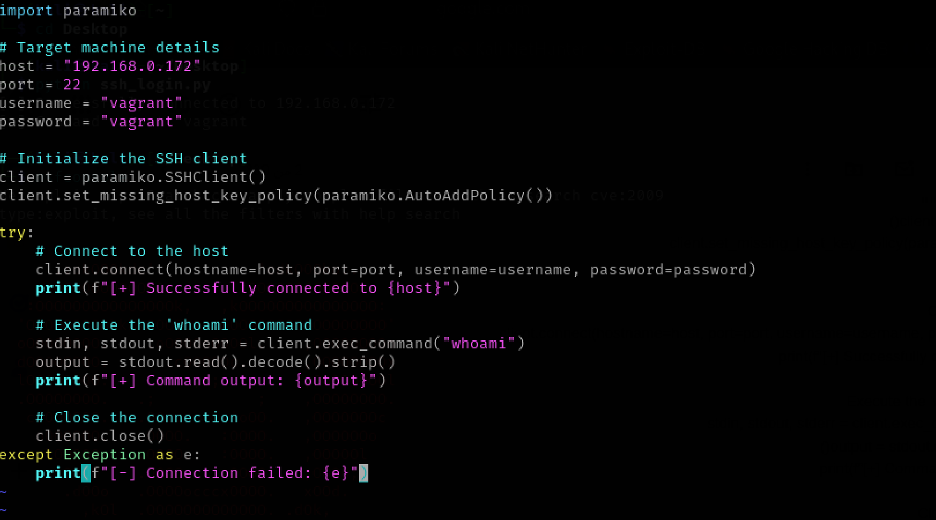 import paramiko
# Target machine details
host = "192.168.0.172"
port = 22
username = "vagrant"
password = "vagrant"
# Initialize the SSH client
client = paramiko.SSHClient()
client.set_missing_host_key_policy(paramiko.AutoAddPolicy())
try:
    # Connect to the host
    client.connect(hostname=host, port=port, username=username, password=password)
    print(f"[+] Successfully connected to {host}")
    # Execute the 'whoami' command
    stdin, stdout, stderr = client.exec_command("whoami")
    output = stdout.read().decode().strip()
    print(f"[+] Command output: {output}")
    # Close the connection
    client.close()
except Exception as e:
    print(f"[-] Connection failed: {e}")
~
~